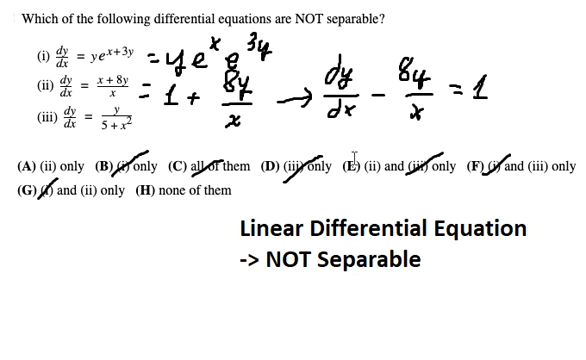 Which of the following differential equations are NOT separable?
(i) dy/dx = ye^(x+3y) = ye^x e^(3y)
(ii) dy/dx = (x + 8y)/x = 1 + 8y/x → dy/dx - 8y/x = 1
(iii) dy/dx = y/(5 + x^2)
(A) (ii) only (B) (i) only (C) all of them (D) (iii) only (E) (ii) and (iii) only (F) (i) and (iii) only
(G) (i) and (ii) only (H) none of them
Linear Differential Equation
-> NOT Separable